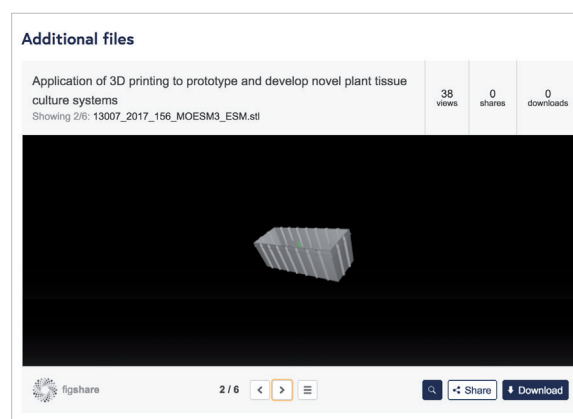 Additional files
Application of 3D printing to prototype and develop novel plant tissue
culture systems
Showing 2/6: 13007_2017_156_MOESM3_ESM.stl
38
views
0
shares
0
downloads
figshare
2 / 6
Share
Download